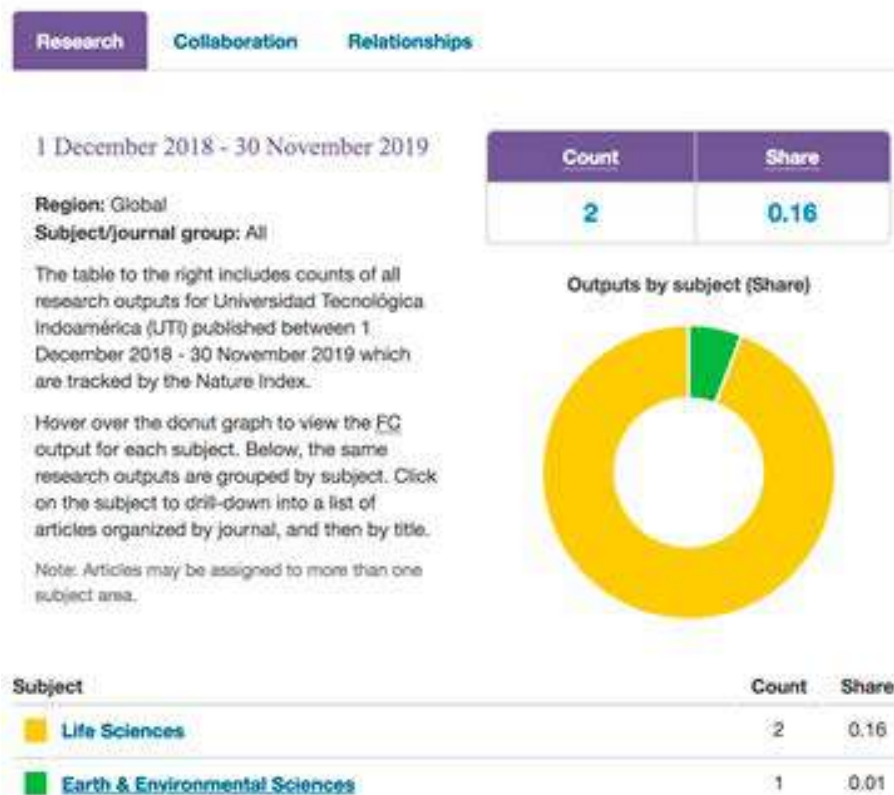 Research Collaboration Relationships
1 December 2018 - 30 November 2019
Region: Global
Subject/journal group: All
The table to the right includes counts of all
research outputs for Universidad Tecnológica
Indoamérica (UTI) published between 1
December 2018 - 30 November 2019 which
are tracked by the Nature Index.
Hover over the donut graph to view the FC
output for each subject. Below, the same
research outputs are grouped by subject. Click
on the subject to drill-down into a list of
articles organized by journal, and then by title.
Note: Articles may be assigned to more than one
subject area.
Count Share
2 0.16
Outputs by subject (Share)
Subject Count Share
Life Sciences 2 0.16
Earth & Environmental Sciences 1 0.01